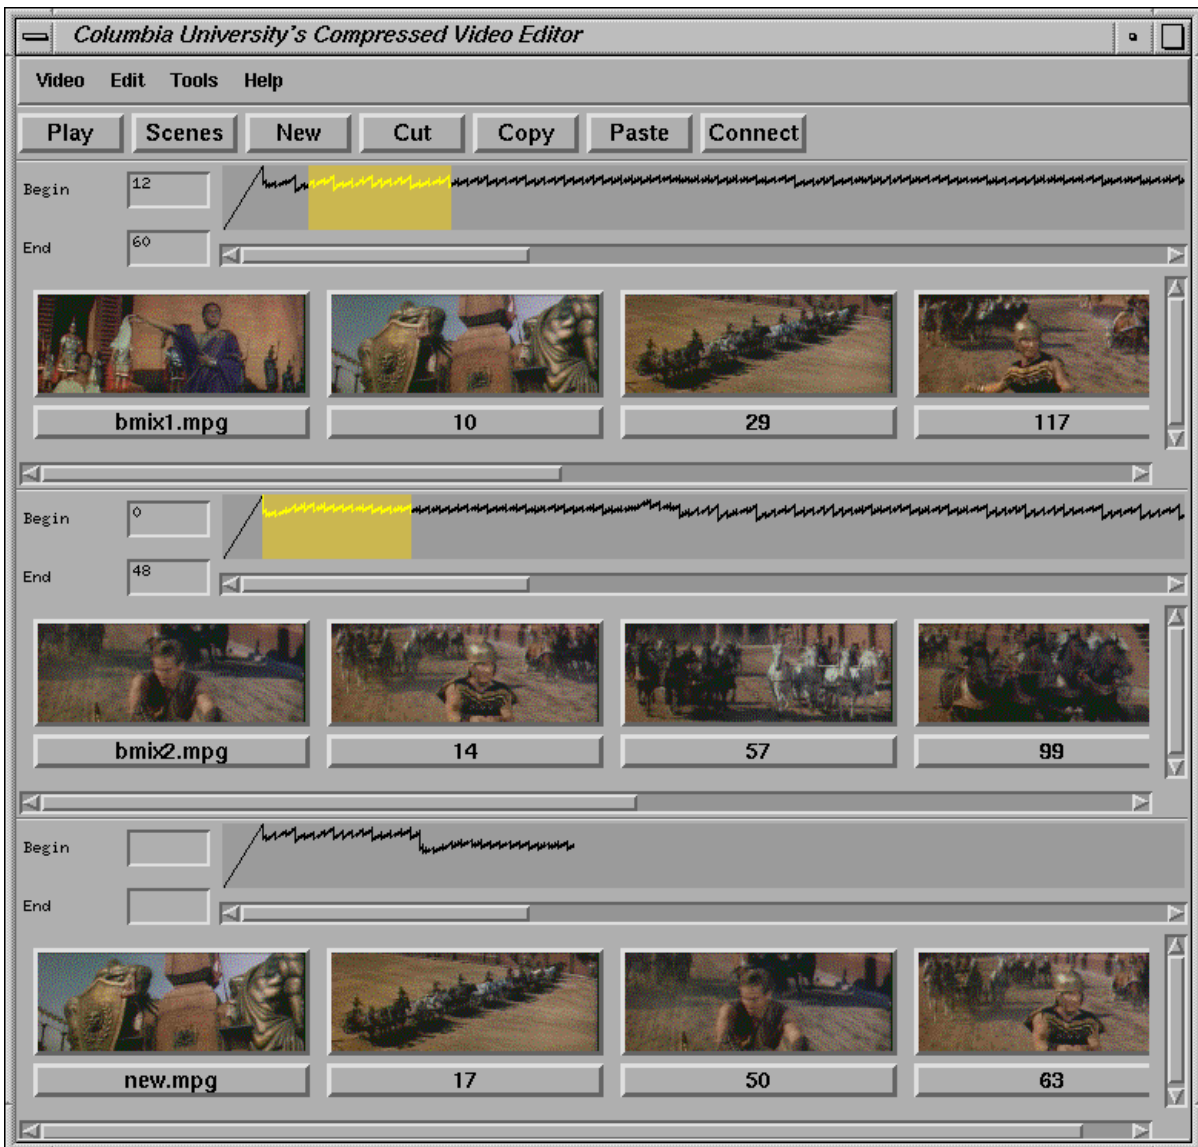 Columbia University's Compressed Video Editor
Video Edit Tools Help
Play Scenes New Cut Copy Paste Connect
Begin 12
End 60
bmix1.mpg 10 29 117
Begin 0
End 48
bmix2.mpg 14 57 99
Begin
End
new.mpg 17 50 63